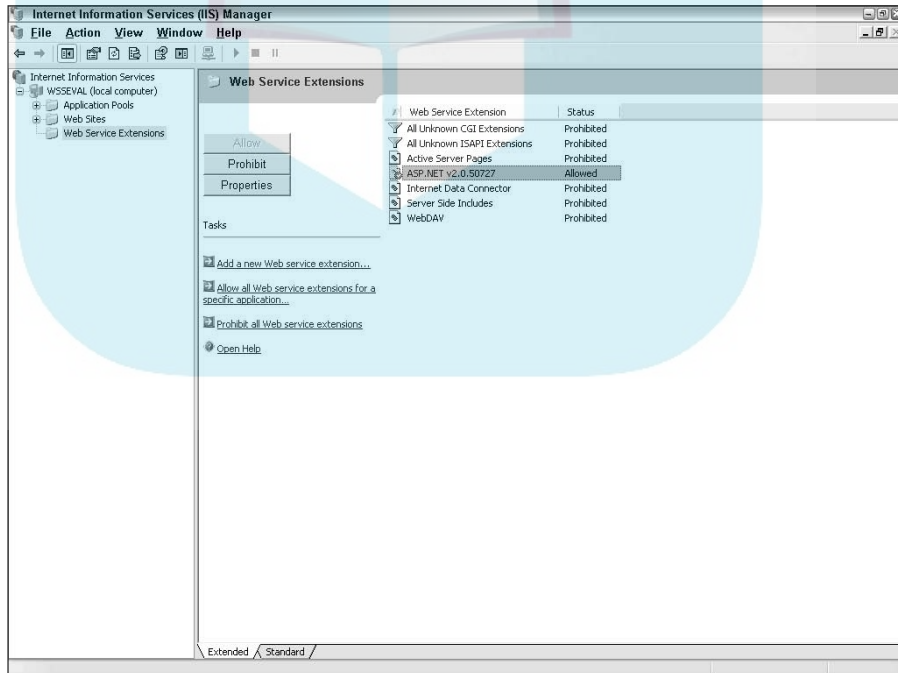 Internet Information Services (IIS) Manager
File Action View Window Help
Internet Information Services
WSSEVAL (local computer)
Application Pools
Web Sites
Web Service Extensions
Web Service Extensions
Allow
Prohibit
Properties
Tasks
Add a new Web service extension...
Allow all Web service extensions for a
specific application...
Prohibit all Web service extensions
Open Help
Web Service Extension Status
All Unknown CGI Extensions Prohibited
All Unknown ISAPI Extensions Prohibited
Active Server Pages Prohibited
ASP.NET v2.0.50727 Allowed
Internet Data Connector Prohibited
Server Side Includes Prohibited
WebDAV Prohibited
Extended Standard